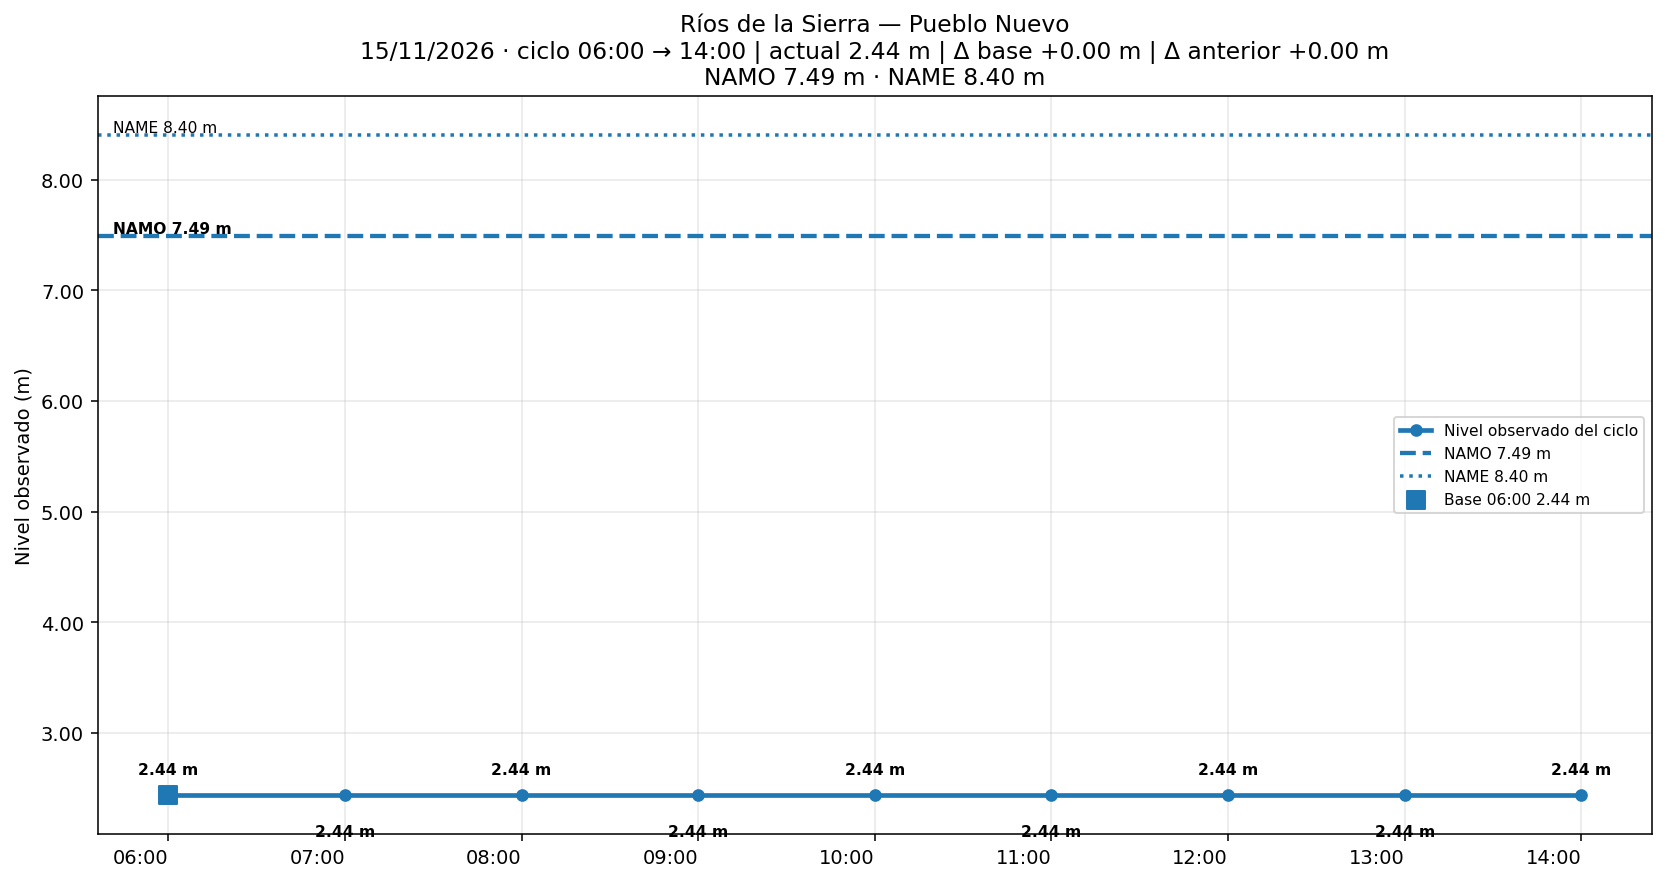 Ríos de la Sierra — Pueblo Nuevo
15/11/2026 · ciclo 06:00 → 14:00 | actual 2.44 m | Δ base +0.00 m | Δ anterior +0.00 m
NAMO 7.49 m · NAME 8.40 m
NAME 8.40 m
8.00
NAMO 7.49 m
7.00
6.00
5.00
4.00
3.00
Nivel observado (m)
Nivel observado del ciclo
NAMO 7.49 m
NAME 8.40 m
Base 06:00 2.44 m
2.44 m 2.44 m 2.44 m 2.44 m 2.44 m
2.44 m 2.44 m 2.44 m 2.44 m
06:00 07:00 08:00 09:00 10:00 11:00 12:00 13:00 14:00